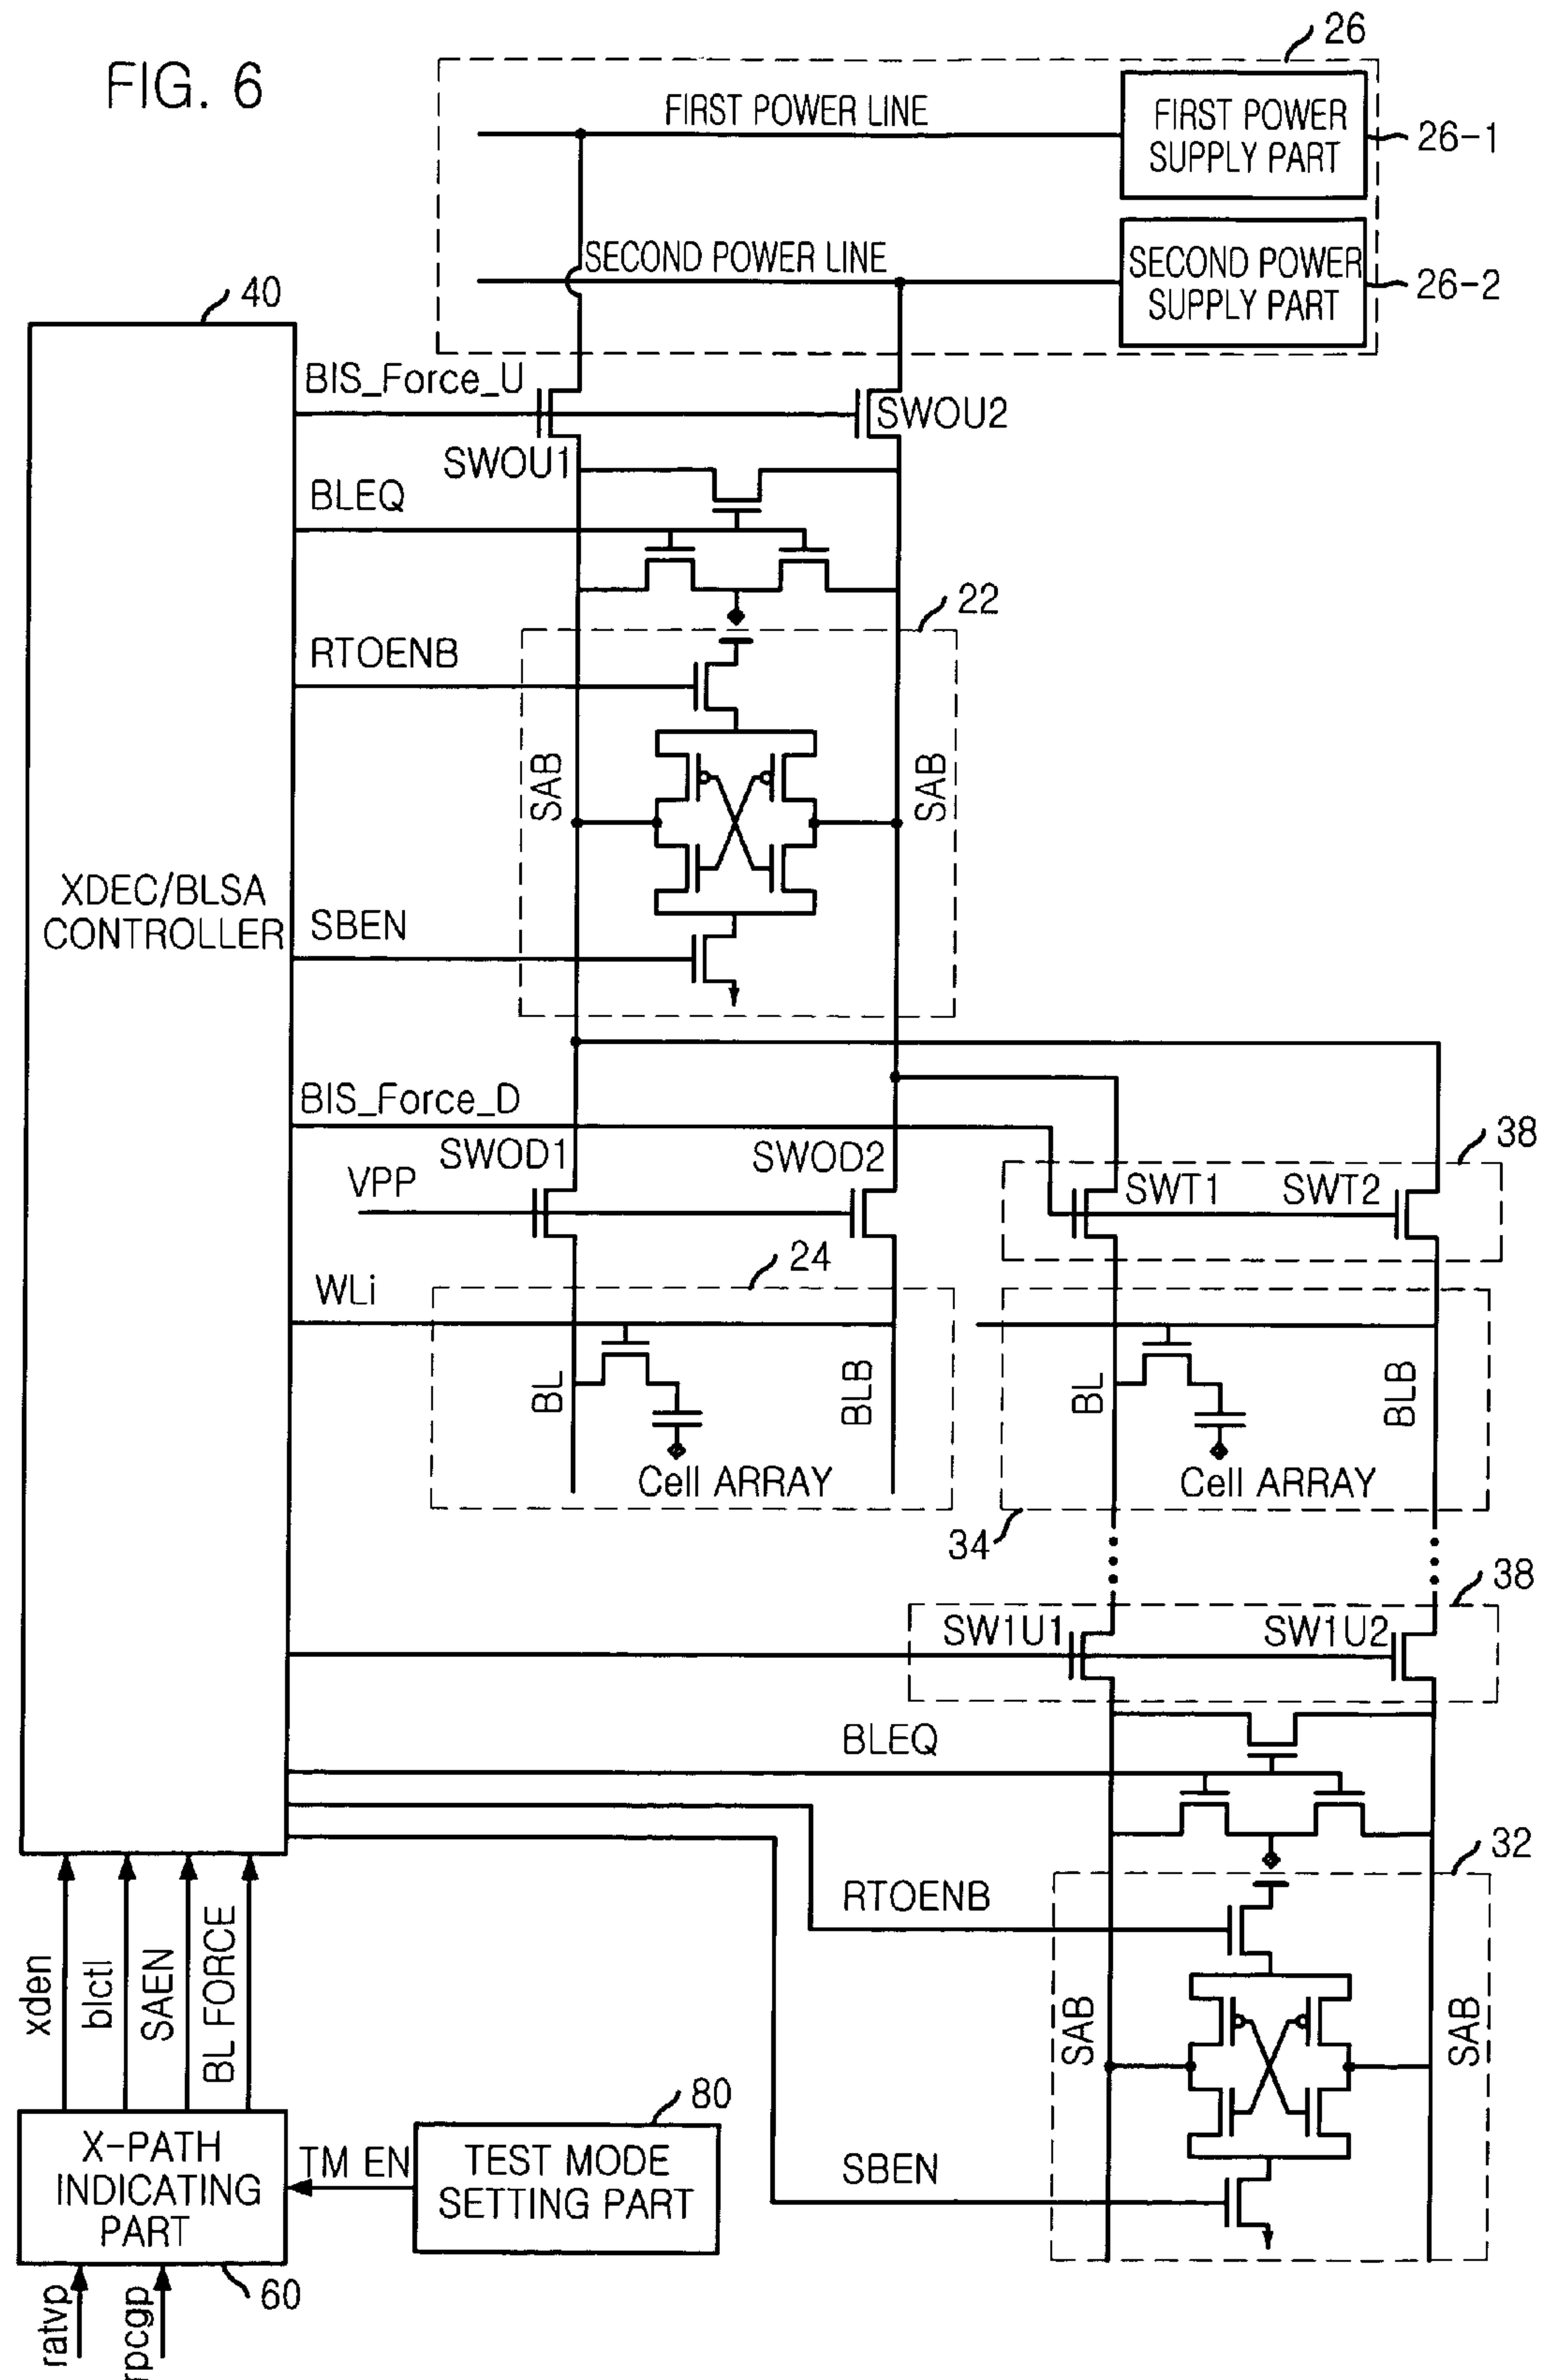 FIG. 6
26
FIRST POWER LINE
FIRST POWER
SUPPLY PART
26-1
SECOND POWER LINE
SECOND POWER
SUPPLY PART
26-2
40
BIS_Force_U
SWOU2
SWOU1
BLEQ
22
RTOENB
SAB
SAB
XDEC/BLSA
CONTROLLER
SBEN
BIS_Force_D
38
SWOD1
SWOD2
VPP
SWT1
SWT2
24
WLi
BL
BLB
BL
BLB
Cell ARRAY
Cell ARRAY
34
38
SW1U1
SW1U2
BLEQ
32
RTOENB
xden
blctl
SAEN
BL FORCE
SAB
SAB
80
X-PATH
INDICATING
PART
TM EN
TEST MODE
SETTING PART
SBEN
60
ratvp
rpcgp